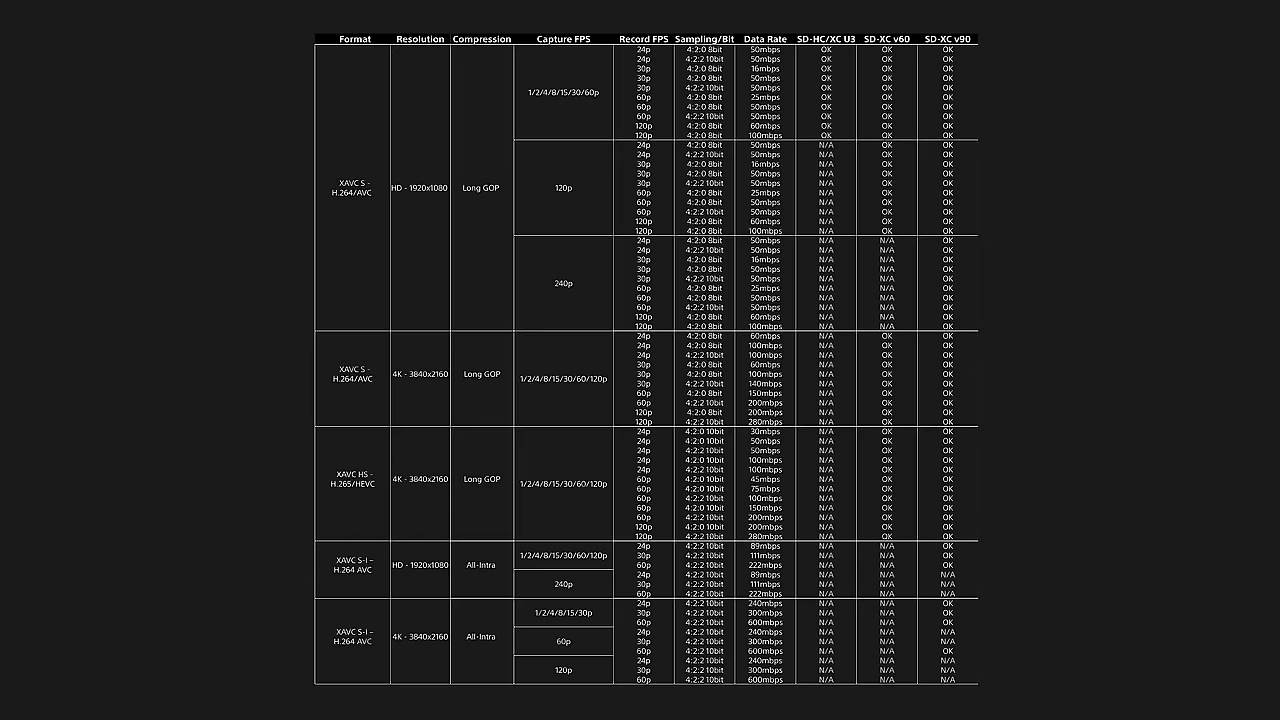 Format Resolution Compression Capture FPS Record FPS Sampling/Bit Data Rate SD-HC/XC U3 SD-XC v60 SD-XC v90
XAVC S - H.264/AVC HD - 1920x1080 Long GOP 1/2/4/8/15/30/60p 24p 4:2:0 8bit 50mbps OK OK OK
24p 4:2:2 10bit 50mbps OK OK OK
30p 4:2:0 8bit 16mbps OK OK OK
30p 4:2:0 8bit 50mbps OK OK OK
30p 4:2:2 10bit 50mbps OK OK OK
60p 4:2:0 8bit 25mbps OK OK OK
60p 4:2:0 8bit 50mbps OK OK OK
60p 4:2:2 10bit 50mbps OK OK OK
120p 4:2:0 8bit 60mbps OK OK OK
120p 4:2:0 8bit 100mbps OK OK OK
120p 24p 4:2:0 8bit 50mbps N/A OK OK
24p 4:2:2 10bit 50mbps N/A OK OK
30p 4:2:0 8bit 16mbps N/A OK OK
30p 4:2:0 8bit 50mbps N/A OK OK
30p 4:2:2 10bit 50mbps N/A OK OK
60p 4:2:0 8bit 25mbps N/A OK OK
60p 4:2:0 8bit 50mbps N/A OK OK
60p 4:2:2 10bit 50mbps N/A OK OK
120p 4:2:0 8bit 60mbps N/A OK OK
120p 4:2:0 8bit 100mbps N/A OK OK
240p 24p 4:2:0 8bit 50mbps N/A N/A OK
24p 4:2:2 10bit 50mbps N/A N/A OK
30p 4:2:0 8bit 16mbps N/A N/A OK
30p 4:2:0 8bit 50mbps N/A N/A OK
30p 4:2:2 10bit 50mbps N/A N/A OK
60p 4:2:0 8bit 25mbps N/A N/A OK
60p 4:2:0 8bit 50mbps N/A N/A OK
60p 4:2:2 10bit 50mbps N/A N/A OK
120p 4:2:0 8bit 60mbps N/A N/A OK
120p 4:2:0 8bit 100mbps N/A N/A OK
XAVC S - H.264/AVC 4K - 3840x2160 Long GOP 1/2/4/8/15/30/60/120p 24p 4:2:0 8bit 60mbps N/A OK OK
24p 4:2:0 8bit 100mbps N/A OK OK
24p 4:2:2 10bit 100mbps N/A OK OK
30p 4:2:0 8bit 60mbps N/A OK OK
30p 4:2:0 8bit 100mbps N/A OK OK
30p 4:2:2 10bit 140mbps N/A OK OK
60p 4:2:0 8bit 150mbps N/A OK OK
60p 4:2:2 10bit 200mbps N/A OK OK
120p 4:2:0 8bit 200mbps N/A OK OK
120p 4:2:2 10bit 280mbps N/A OK OK
XAVC HS - H.265/HEVC 4K - 3840x2160 Long GOP 1/2/4/8/15/30/60/120p 24p 4:2:0 10bit 30mbps N/A OK OK
24p 4:2:0 10bit 50mbps N/A OK OK
24p 4:2:2 10bit 50mbps N/A OK OK
24p 4:2:0 10bit 100mbps N/A OK OK
24p 4:2:2 10bit 100mbps N/A OK OK
60p 4:2:0 10bit 45mbps N/A OK OK
60p 4:2:0 10bit 75mbps N/A OK OK
60p 4:2:2 10bit 100mbps N/A OK OK
60p 4:2:0 10bit 150mbps N/A OK OK
60p 4:2:2 10bit 200mbps N/A OK OK
120p 4:2:0 10bit 200mbps N/A OK OK
120p 4:2:2 10bit 280mbps N/A OK OK
XAVC S-I – H.264 AVC HD - 1920x1080 All-Intra 1/2/4/8/15/30/60/120p 24p 4:2:2 10bit 89mbps N/A N/A OK
30p 4:2:2 10bit 111mbps N/A OK OK
60p 4:2:2 10bit 222mbps N/A OK OK
240p 24p 4:2:2 10bit 89mbps N/A N/A N/A
30p 4:2:2 10bit 111mbps N/A N/A N/A
60p 4:2:2 10bit 222mbps N/A N/A N/A
XAVC S-I – H.264 AVC 4K - 3840x2160 All-Intra 1/2/4/8/15/30p 24p 4:2:2 10bit 240mbps N/A N/A OK
30p 4:2:2 10bit 300mbps N/A N/A OK
60p 4:2:2 10bit 600mbps N/A N/A OK
60p 24p 4:2:2 10bit 240mbps N/A N/A N/A
30p 4:2:2 10bit 300mbps N/A N/A N/A
60p 4:2:2 10bit 600mbps N/A N/A OK
120p 24p 4:2:2 10bit 240mbps N/A N/A N/A
30p 4:2:2 10bit 300mbps N/A N/A N/A
60p 4:2:2 10bit 600mbps N/A N/A N/A